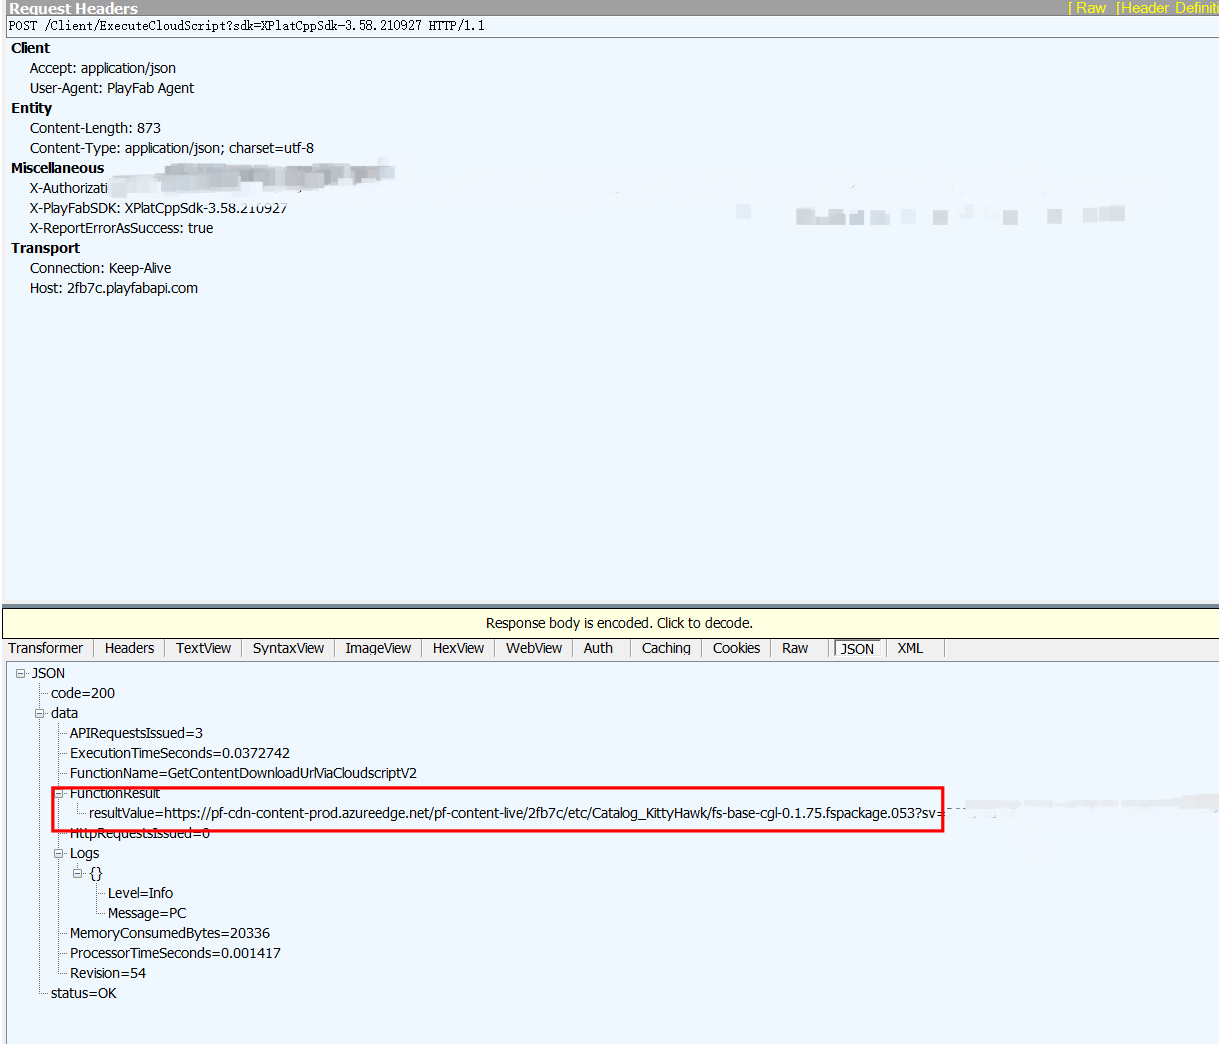 Request Headers
[ Raw   [Header Definiti
POST /Client/ExecuteCloudScript?sdk=XPlatCppSdk-3.58.210927 HTTP/1.1
Client
Accept: application/json
User-Agent: PlayFab Agent
Entity
Content-Length: 873
Content-Type: application/json; charset=utf-8
Miscellaneous
X-Authorizati
X-PlayFabSDK: XPlatCppSdk-3.58.210927
X-ReportErrorAsSuccess: true
Transport
Connection: Keep-Alive
Host: 2fb7c.playfabapi.com
Response body is encoded. Click to decode.
Transformer Headers TextView SyntaxView ImageView HexView WebView Auth Caching Cookies Raw JSON XML
JSON
code=200
data
APIRequestsIssued=3
ExecutionTimeSeconds=0.0372742
FunctionName=GetContentDownloadUrlViaCloudscriptV2
FunctionResult
resultValue=https://pf-cdn-content-prod.azureedge.net/pf-content-live/2fb7c/etc/Catalog_KittyHawk/fs-base-cgl-0.1.75.fspackage.053?sv=
HttpRequestsIssued=0
Logs
{}
Level=Info
Message=PC
MemoryConsumedBytes=20336
ProcessorTimeSeconds=0.001417
Revision=54
status=OK